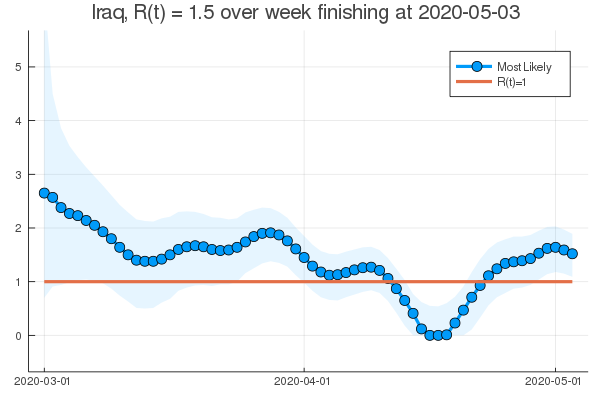 Iraq, R(t) = 1.5 over week finishing at 2020-05-03
Most Likely
R(t)=1
5
4
3
2
1
0
2020-03-01 2020-04-01 2020-05-01